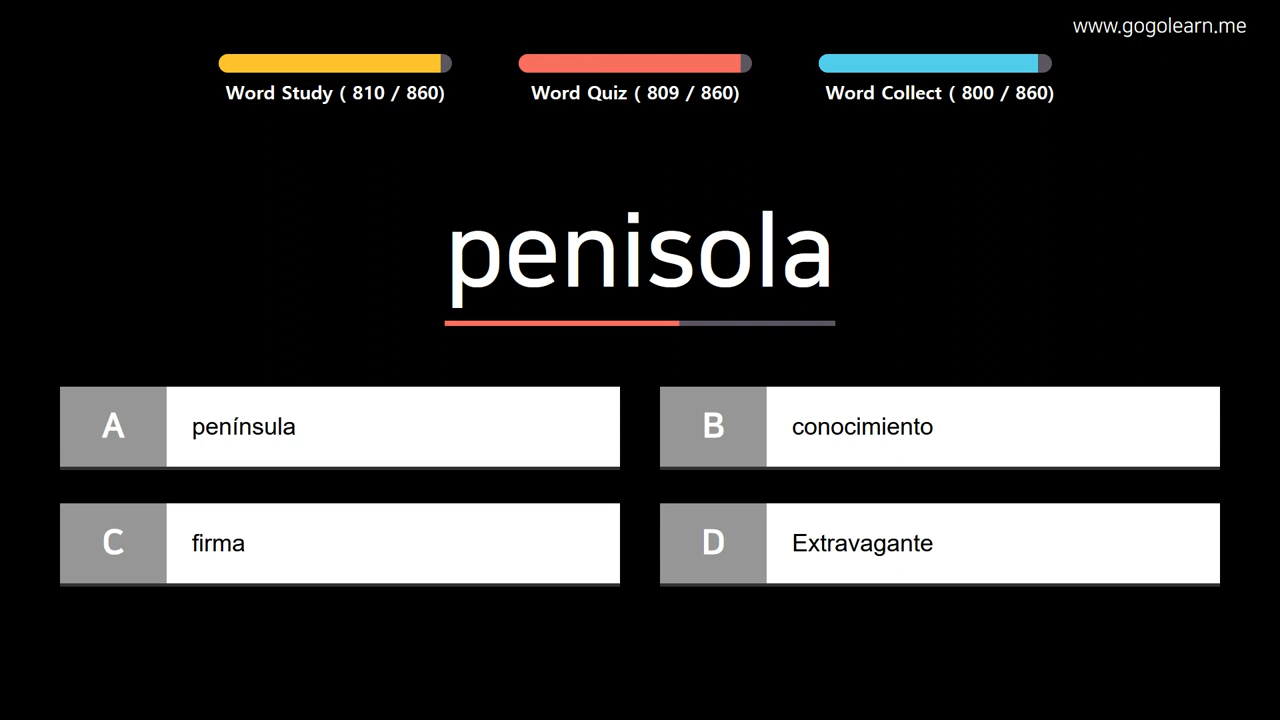 www.gogolearn.me
Word Study ( 810 / 860)
Word Quiz ( 809 / 860)
Word Collect ( 800 / 860)
penisola
A
península
B
conocimiento
C
firma
D
Extravagante